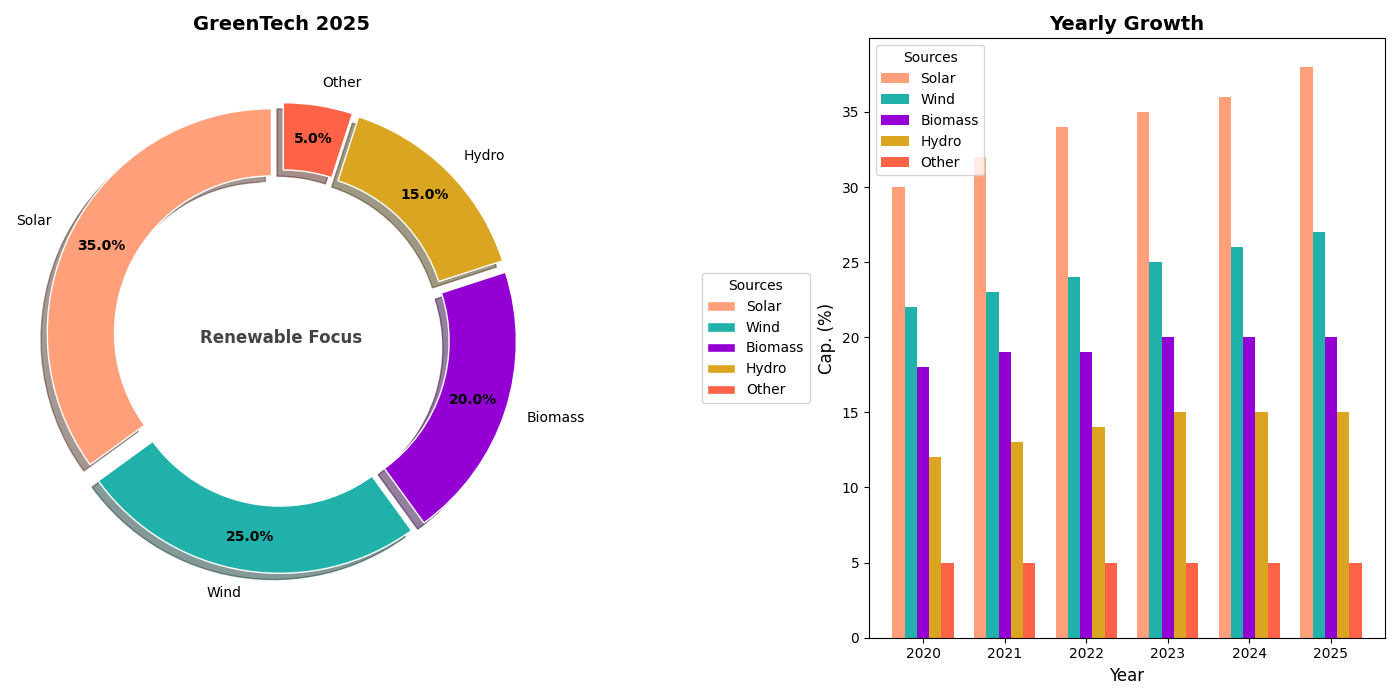 GreenTech 2025
Other
5.0%
Hydro
15.0%
Solar
35.0%
Renewable Focus
20.0%
Biomass
25.0%
Wind
Sources
Solar
Wind
Biomass
Hydro
Other
Yearly Growth
Sources
Solar
Wind
Biomass
Hydro
Other
Cap. (%)
35
30
25
20
15
10
5
0
2020 2021 2022 2023 2024 2025
Year